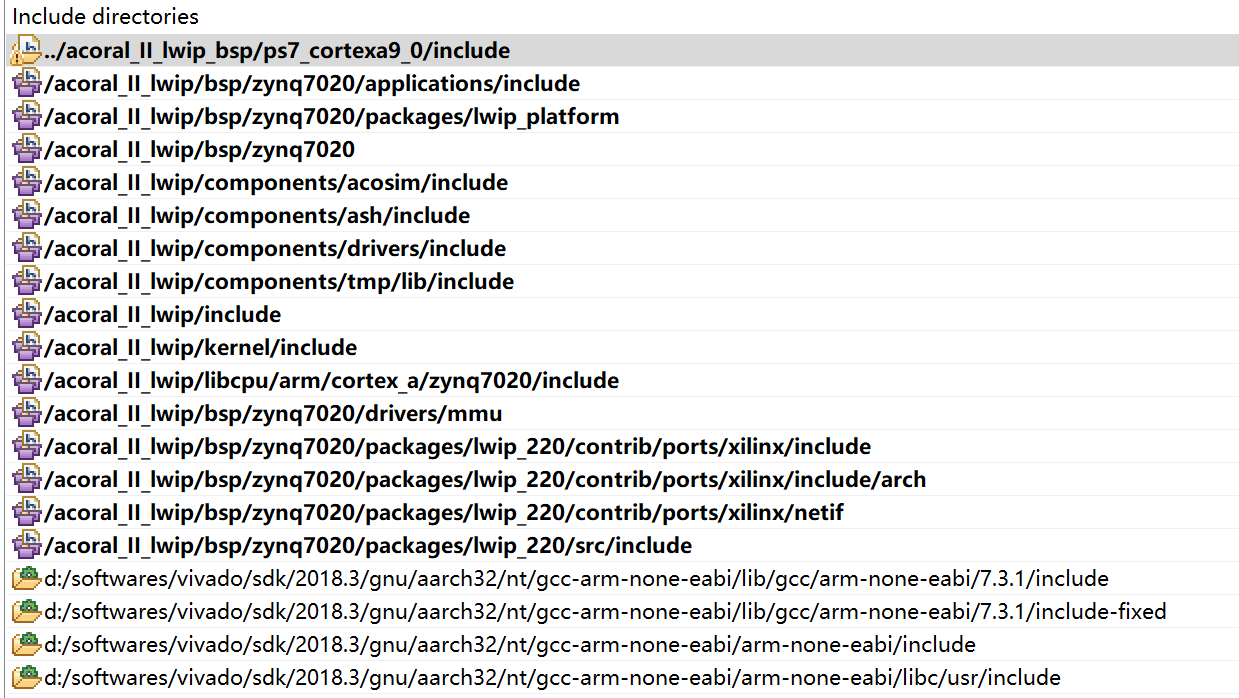 Include directories
../acoral_II_lwip_bsp/ps7_cortexa9_0/include
/acoral_II_lwip/bsp/zynq7020/applications/include
/acoral_II_lwip/bsp/zynq7020/packages/lwip_platform
/acoral_II_lwip/bsp/zynq7020
/acoral_II_lwip/components/acosim/include
/acoral_II_lwip/components/ash/include
/acoral_II_lwip/components/drivers/include
/acoral_II_lwip/components/tmp/lib/include
/acoral_II_lwip/include
/acoral_II_lwip/kernel/include
/acoral_II_lwip/libcpu/arm/cortex_a/zynq7020/include
/acoral_II_lwip/bsp/zynq7020/drivers/mmu
/acoral_II_lwip/bsp/zynq7020/packages/lwip_220/contrib/ports/xilinx/include
/acoral_II_lwip/bsp/zynq7020/packages/lwip_220/contrib/ports/xilinx/include/arch
/acoral_II_lwip/bsp/zynq7020/packages/lwip_220/contrib/ports/xilinx/netif
/acoral_II_lwip/bsp/zynq7020/packages/lwip_220/src/include
d:/softwares/vivado/sdk/2018.3/gnu/aarch32/nt/gcc-arm-none-eabi/lib/gcc/arm-none-eabi/7.3.1/include
d:/softwares/vivado/sdk/2018.3/gnu/aarch32/nt/gcc-arm-none-eabi/lib/gcc/arm-none-eabi/7.3.1/include-fixed
d:/softwares/vivado/sdk/2018.3/gnu/aarch32/nt/gcc-arm-none-eabi/arm-none-eabi/include
d:/softwares/vivado/sdk/2018.3/gnu/aarch32/nt/gcc-arm-none-eabi/arm-none-eabi/libc/usr/include